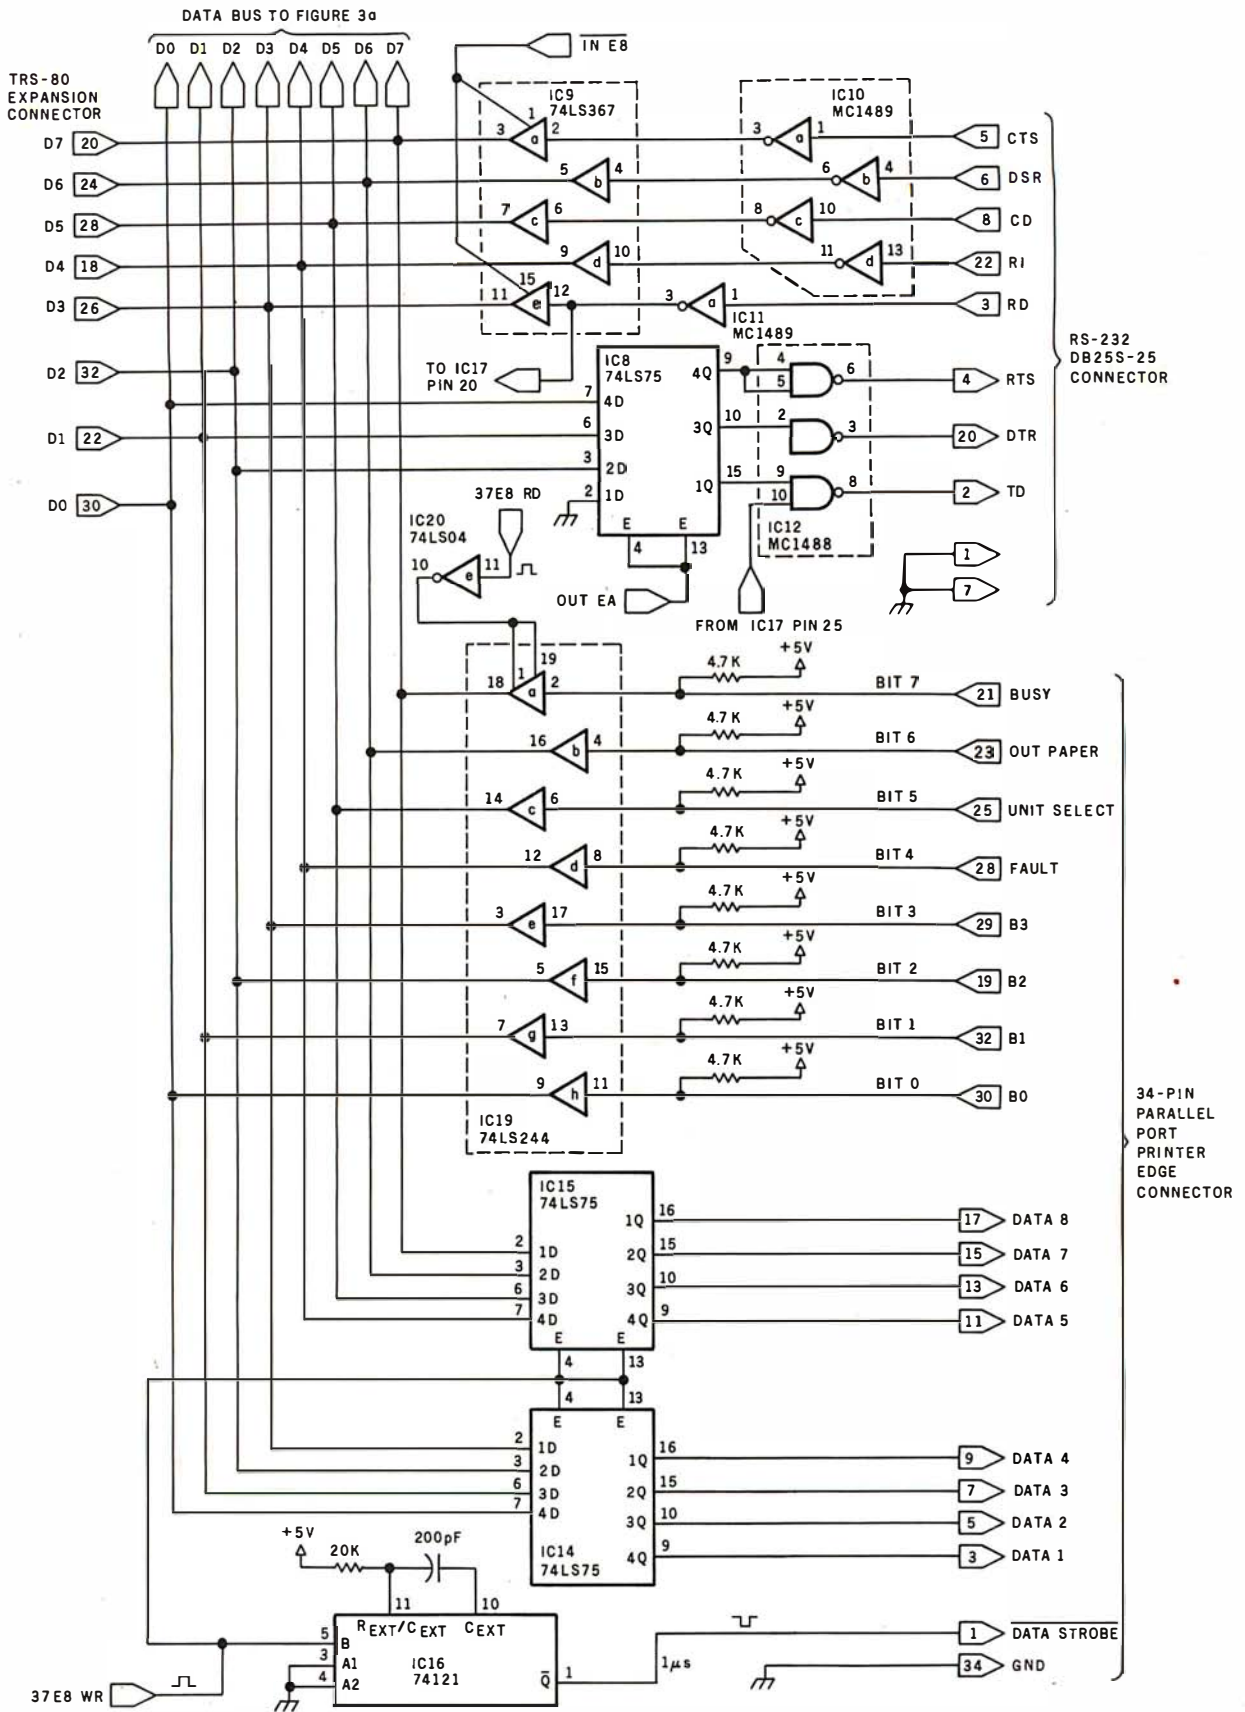 DATA BUS TO FIGURE 3a
D0 D1 D2 D3 D4 D5 D6 D7
TRS-80
EXPANSION
CONNECTOR
IN E8
IC9
74LS367
IC10
MC1489
D7 20
3 1 2
a
3 1
a
5 CTS
D6 24
5 4
b
6 4
b
6 DSR
D5 28
7 6
c
8 10
c
8 CD
D4 18
9 10
d
11 13
d
22 RI
D3 26
11 15 12
e
3 1
a
3 RD
IC11
MC1489
RS-232
DB25S-25
CONNECTOR
TO IC17
PIN 20
D2 32
D1 22
D0 30
IC8
74LS75
7 4D
6 3D
3 2D
2 1D
4Q 9
3Q 10
1Q 15
E E
4 13
4
5
6
4 RTS
2
3
20 DTR
9
10
8
2 TD
IC12
MC1488
1
7
37E8 RD
IC20
74LS04
10 11
e
OUT EA
FROM IC17 PIN 25
18 1 19 2
a
4.7K
+5V
BIT 7
21 BUSY
16 4
b
4.7K
+5V
BIT 6
23 OUT PAPER
14 6
c
4.7K
+5V
BIT 5
25 UNIT SELECT
12 8
d
4.7K
+5V
BIT 4
28 FAULT
3 17
e
4.7K
+5V
BIT 3
29 B3
5 15
f
4.7K
+5V
BIT 2
19 B2
7 13
g
4.7K
+5V
BIT 1
32 B1
9 11
h
4.7K
+5V
BIT 0
30 B0
IC19
74LS244
34-PIN
PARALLEL
PORT
PRINTER
EDGE
CONNECTOR
IC15
74LS75
2 1D
3 2D
6 3D
7 4D
1Q 16
2Q 15
3Q 10
4Q 9
E E
4 13
17 DATA 8
15 DATA 7
13 DATA 6
11 DATA 5
4 13
E E
2 1D
3 2D
6 3D
7 4D
1Q 16
2Q 15
3Q 10
4Q 9
IC14
74LS75
9 DATA 4
7 DATA 3
5 DATA 2
3 DATA 1
+5V
20K
200pF
11 10
REXT/CEXT CEXT
5 B
3 A1
4 A2
IC16
74121
Q 1
1μs
1 DATA STROBE
34 GND
37E8 WR